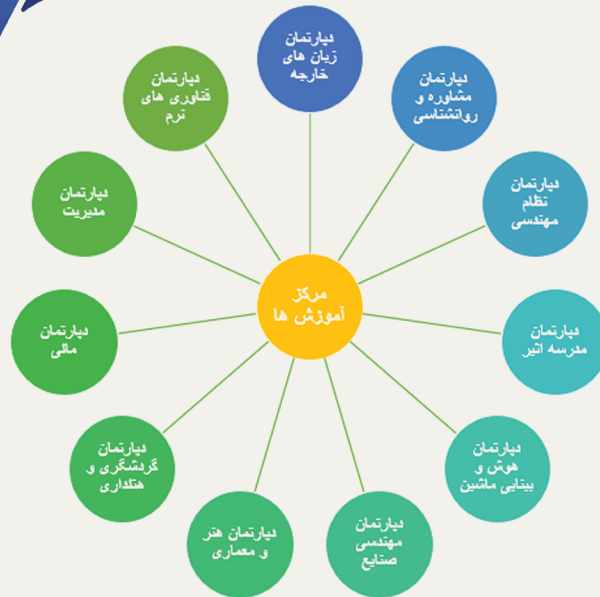 دپارتمان
زبان های
خارجه
دپارتمان
مشاوره و
روانشناسی
دپارتمان
نظام
مهندسی
دپارتمان
مدرسه اثیر
دپارتمان
هوش و
بینایی ماشین
دپارتمان
مهندسی
صنایع
دپارتمان هنر
و معماری
دپارتمان
گردشگری و
هتلداری
دپارتمان
مالی
دپارتمان
مدیریت
دپارتمان
فناوری های
نرم
مرکز
آموزش ها